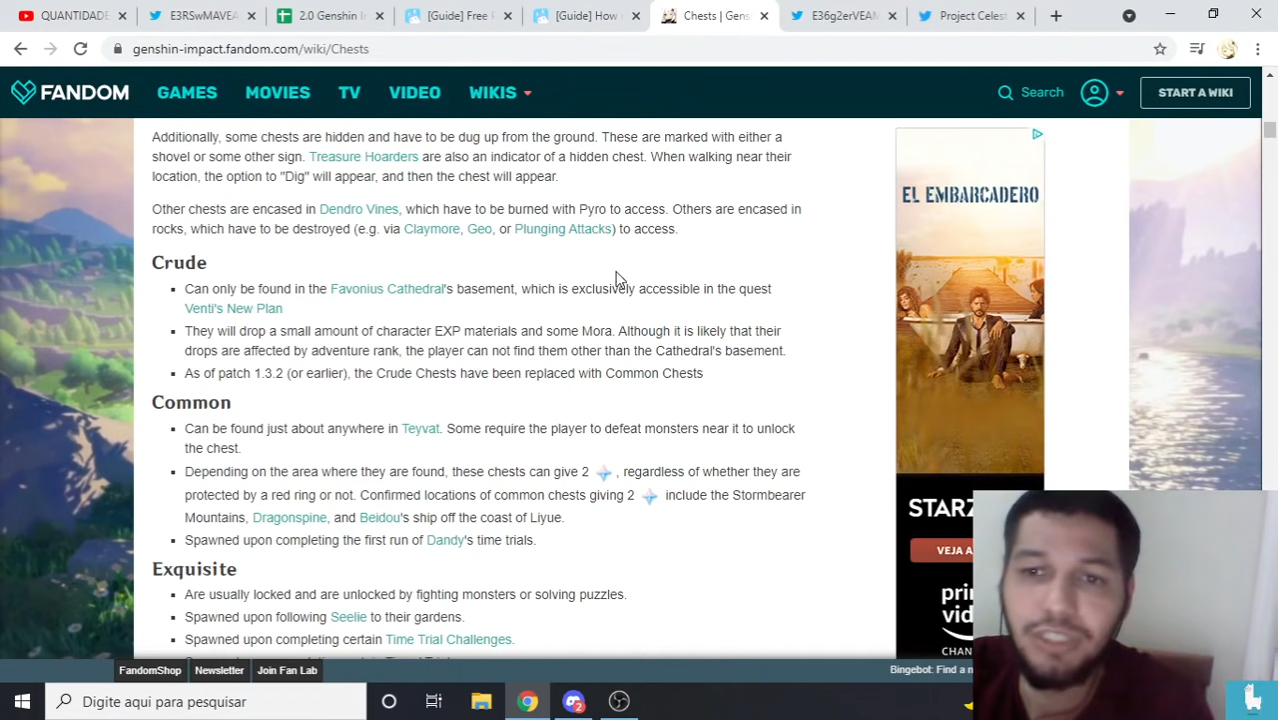 QUANTIDADE
E3RSwMAVEA
2.0 Genshin I
[Guide] Free
[Guide] How
Chests | Gens
E36g2erVEAM
Project Celest
genshin-impact.fandom.com/wiki/Chests
FANDOM
GAMES
MOVIES
TV
VIDEO
WIKIS
Search
START A WIKI
Additionally, some chests are hidden and have to be dug up from the ground. These are marked with either a
shovel or some other sign. Treasure Hoarders are also an indicator of a hidden chest. When walking near their
location, the option to "Dig" will appear, and then the chest will appear.
Other chests are encased in Dendro Vines, which have to be burned with Pyro to access. Others are encased in
rocks, which have to be destroyed (e.g. via Claymore, Geo, or Plunging Attacks) to access.
Crude
Can only be found in the Favonius Cathedral's basement, which is exclusively accessible in the quest
Venti's New Plan
They will drop a small amount of character EXP materials and some Mora. Although it is likely that their
drops are affected by adventure rank, the player can not find them other than the Cathedral's basement.
As of patch 1.3.2 (or earlier), the Crude Chests have been replaced with Common Chests
Common
Can be found just about anywhere in Teyvat. Some require the player to defeat monsters near it to unlock
the chest.
Depending on the area where they are found, these chests can give 2 , regardless of whether they are
protected by a red ring or not. Confirmed locations of common chests giving 2 include the Stormbearer
Mountains, Dragonspine, and Beidou's ship off the coast of Liyue.
Spawned upon completing the first run of Dandy's time trials.
Exquisite
Are usually locked and are unlocked by fighting monsters or solving puzzles.
Spawned upon following Seelie to their gardens.
Spawned upon completing certain Time Trial Challenges.
EL EMBARCADERO
STARZ
VEJA A
prim
vid
CHAN
FandomShop
Newsletter
Join Fan Lab
Bingebot: Find a n
Digite aqui para pesquisar
2